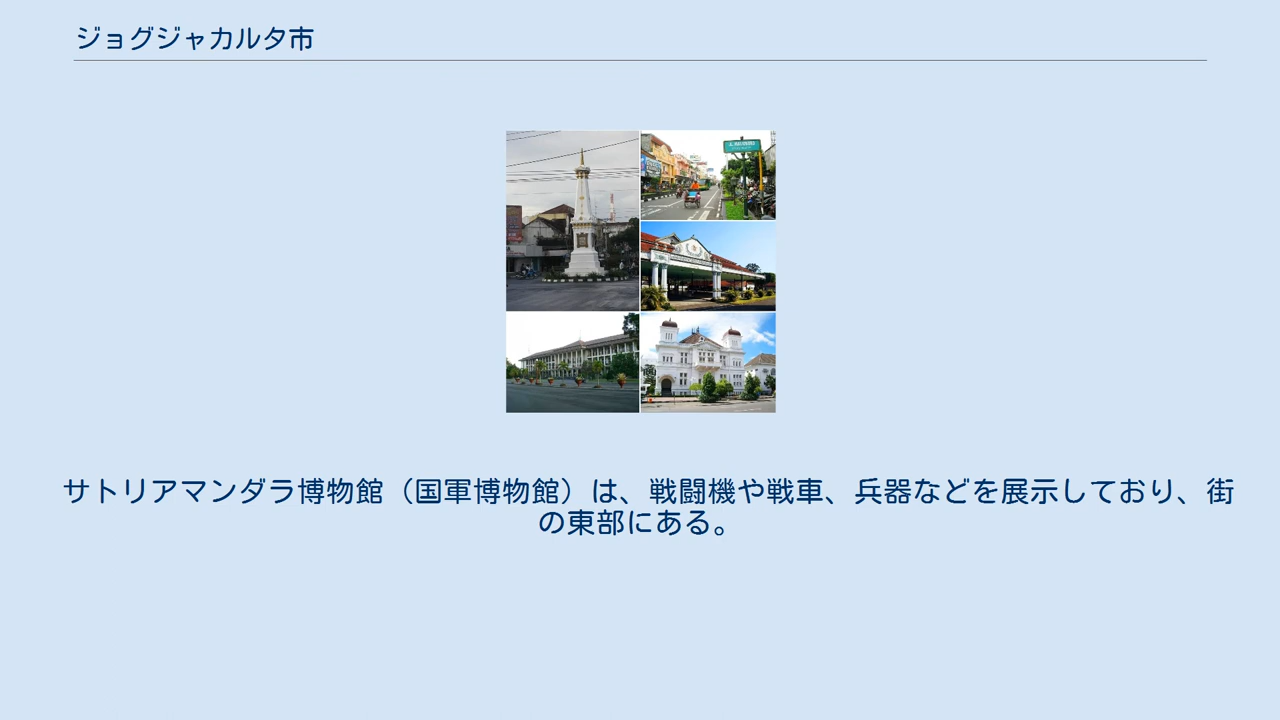 ジョグジャカルタ市
サトリアマンダラ博物館（国軍博物館）は、戦闘機や戦車、兵器などを展示しており、街
の東部にある。